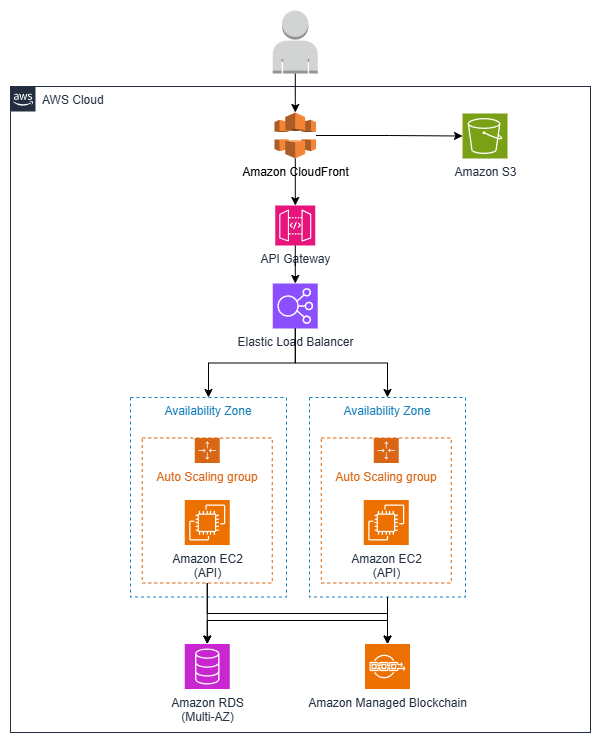 aws
AWS Cloud
Amazon CloudFront
Amazon S3
API Gateway
Elastic Load Balancer
Availability Zone
Availability Zone
Auto Scaling group
Auto Scaling group
Amazon EC2
(API)
Amazon EC2
(API)
Amazon RDS
(Multi-AZ)
Amazon Managed Blockchain